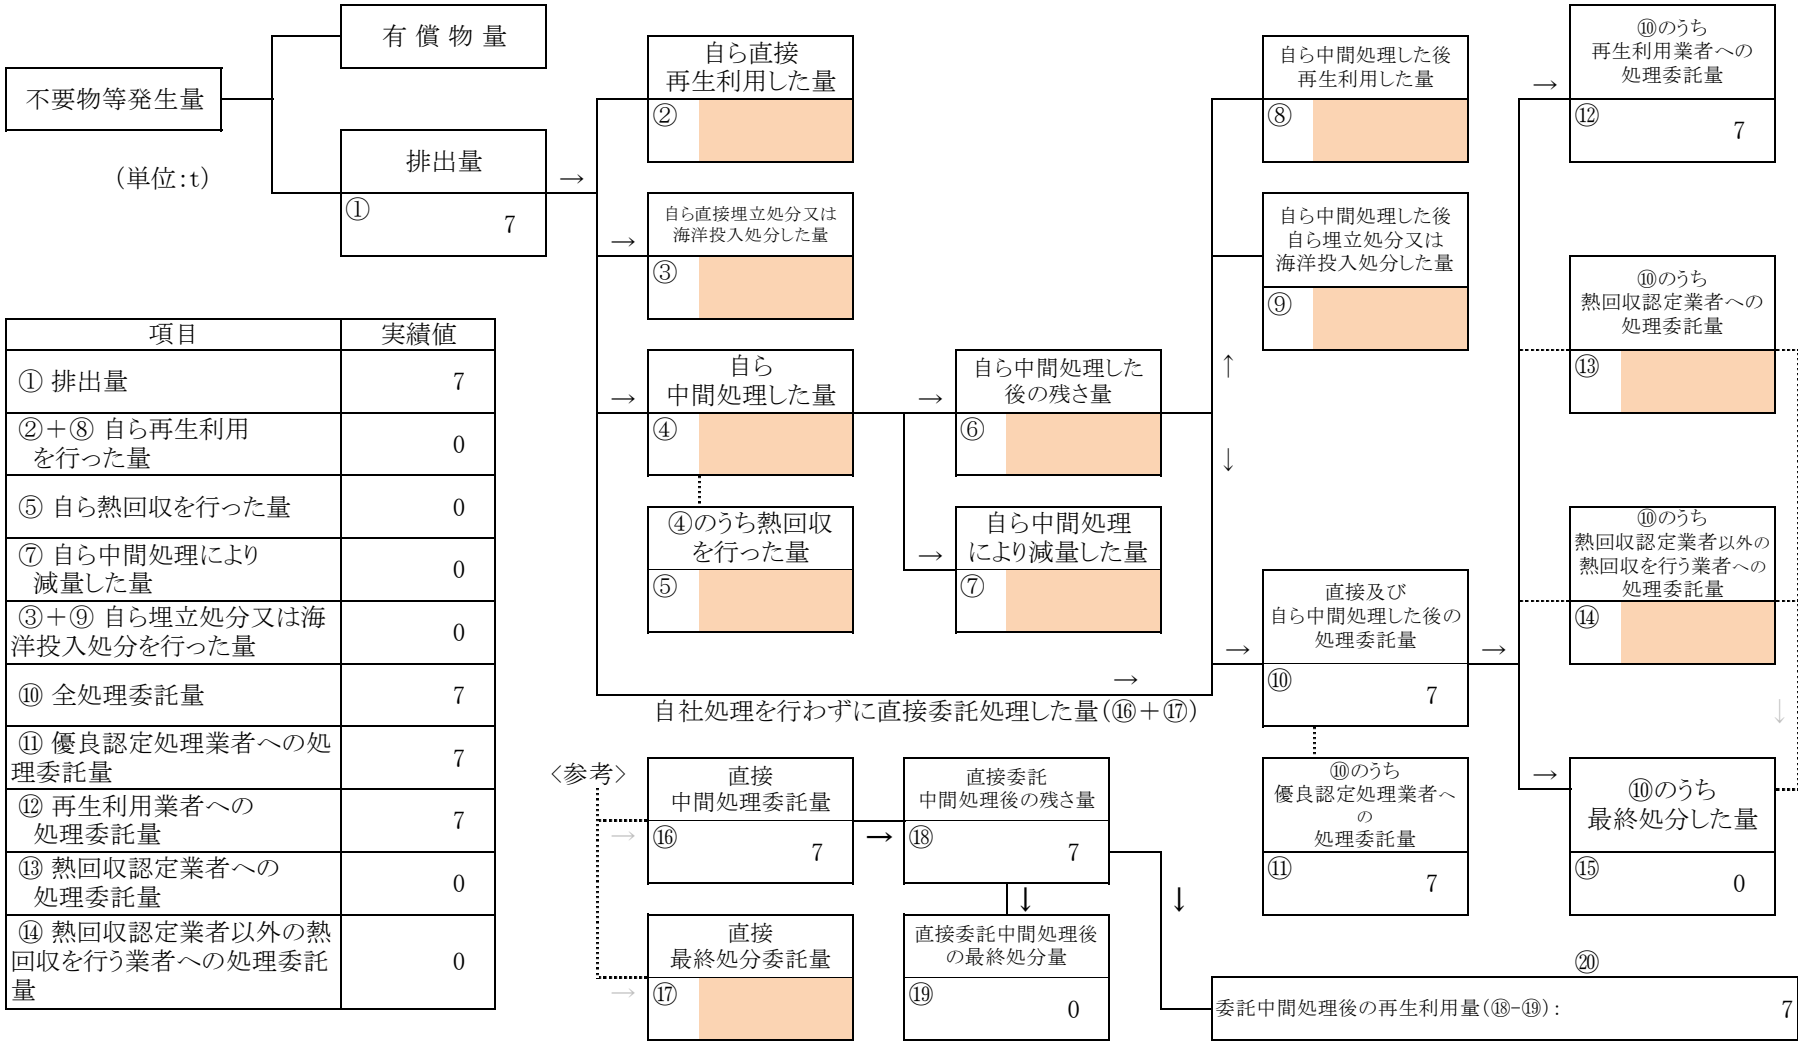 有 償 物 量
不要物等発生量
(単位:t)
排出量
①
7
→
自ら直接
再生利用した量
②
自ら直接埋立処分又は
海洋投入処分した量
→
③
自ら
中間処理した量
→
④
④のうち熱回収
を行った量
⑤
自ら中間処理した
後の残さ量
→
⑥
自ら中間処理
により減量した量
→
⑦
自ら中間処理した後
再生利用した量
⑧
自ら中間処理した後
自ら埋立処分又は
海洋投入処分した量
⑨
↑
↓
直接及び
自ら中間処理した後の
処理委託量
→
⑩
7
→
自社処理を行わずに直接委託処理した量(⑯+⑰)
→
⑩のうち
優良認定処理業者へ
の
処理委託量
⑪
7
⑩のうち
再生利用業者への
処理委託量
→
⑫
7
⑩のうち
熱回収認定業者への
処理委託量
⑬
⑩のうち
熱回収認定業者以外の
熱回収を行う業者への
処理委託量
⑭
↓
→
⑩のうち
最終処分した量
⑮
0
項目 実績値
① 排出量 7
②+⑧ 自ら再生利用
を行った量 0
⑤ 自ら熱回収を行った量 0
⑦ 自ら中間処理により
減量した量 0
③+⑨ 自ら埋立処分又は海
洋投入処分を行った量 0
⑩ 全処理委託量 7
⑪ 優良認定処理業者への処
理委託量 7
⑫ 再生利用業者への
処理委託量 7
⑬ 熱回収認定業者への
処理委託量 0
⑭ 熱回収認定業者以外の熱
回収を行う業者への処理委託
量 0
<参考>
直接
中間処理委託量
→
⑯
7
→
直接委託
中間処理後の残さ量
⑱
7
↓
↓
直接
最終処分委託量
→
⑰
直接委託中間処理後
の最終処分量
⑲
0
⑳
委託中間処理後の再生利用量(⑱-⑲): 7